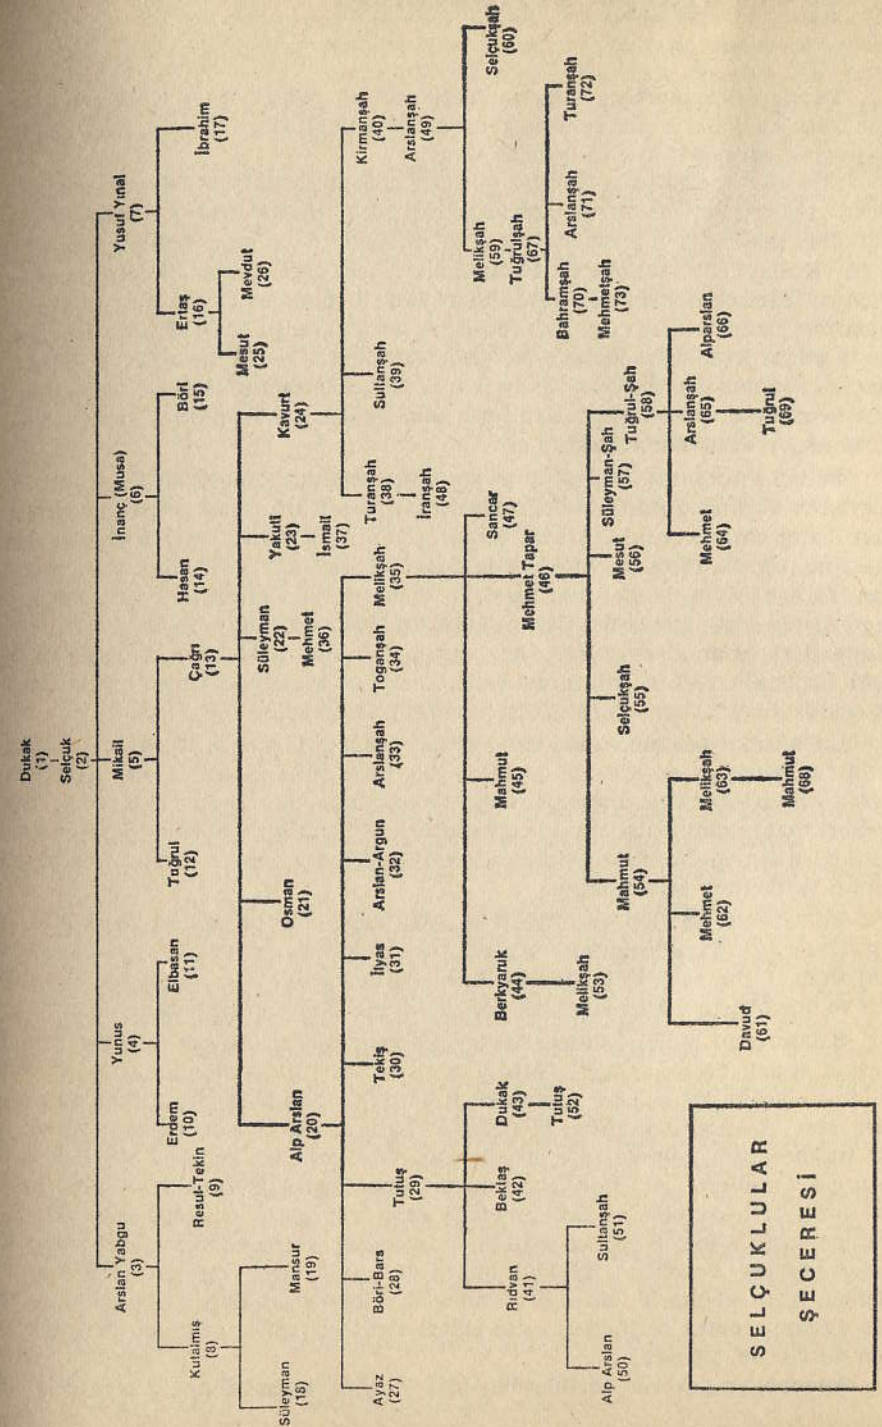 Dukak
(1)
Selçuk
(2)
Arslan Yabgu
(3)
Yunus
(4)
Mikail
(5)
İnanç (Musa)
(6)
Yusuf Yınal
(7)
Kutalmış
(8)
Resul-Tekin
(9)
Erdem
(10)
Elbasan
(11)
Tuğrul
(12)
Çağrı
(13)
Hasan
(14)
Böri
(15)
Ertaş
(16)
İbrahim
(17)
Süleyman
(18)
Mansur
(19)
Alp Arslan
(20)
Osman
(21)
Süleyman
(22)
Yakuti
(23)
Kavurt
(24)
Mesut
(25)
Mevdut
(26)
Ayaz
(27)
Böri-Bars
(28)
Tutuş
(29)
Tekiş
(30)
İlyas
(31)
Arslan-Argun
(32)
Arslanşah
(33)
Toganşah
(34)
Melikşah
(35)
Mehmet
(36)
İsmail
(37)
Turanşah
(38)
Sultanşah
(39)
Kirmanşah
(40)
Rıdvan
(41)
Bektaş
(42)
Dukak
(43)
Berkyaruk
(44)
Mahmut
(45)
Mehmet Tapar
(46)
Sancar
(47)
İranşah
(48)
Arslanşah
(49)
Alp Arslan
(50)
Sultanşah
(51)
Tutuş
(52)
Melikşah
(53)
Mahmut
(54)
Selçukşah
(55)
Mesut
(56)
Süleyman-Şah
(57)
Tuğrul-Şah
(58)
Melikşah
(59)
Selçukşah
(60)
Davud
(61)
Mehmet
(62)
Melikşah
(63)
Mehmet
(64)
Arslanşah
(65)
Alparslan
(66)
Tuğrulşah
(67)
Mahmut
(68)
Tuğrul
(69)
Bahramşah
(70)
Arslanşah
(71)
Turanşah
(72)
Mehmetşah
(73)
SELÇUKLULAR
ŞECERESİ